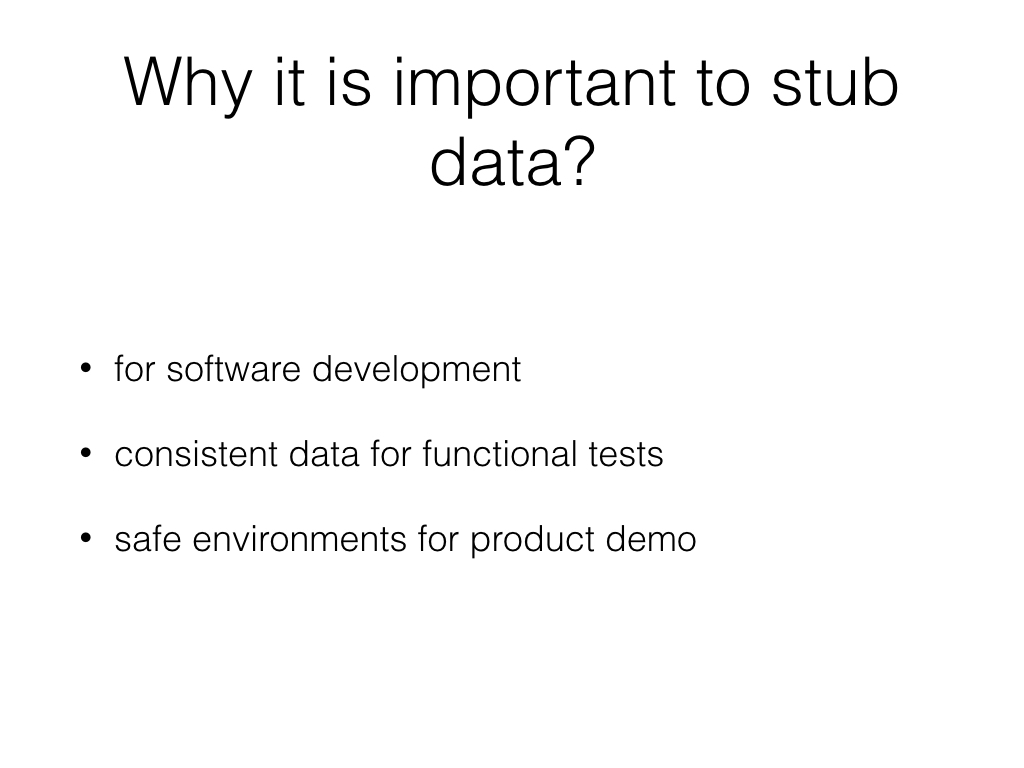 Why it is important to stub
data?
• for software development
• consistent data for functional tests
• safe environments for product demo